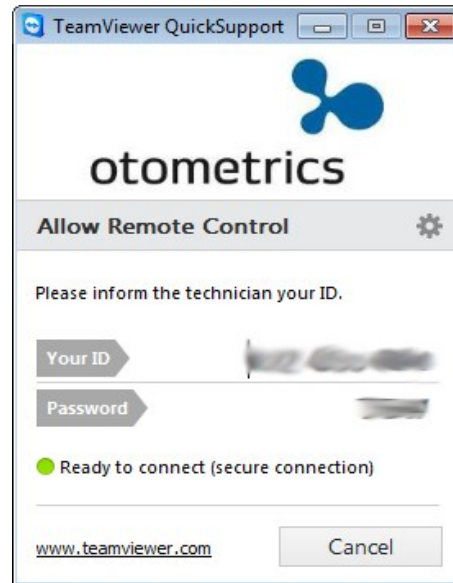 TeamViewer QuickSupport
otometrics
Allow Remote Control
Please inform the technician your ID.
Your ID
Password
Ready to connect (secure connection)
www.teamviewer.com
Cancel